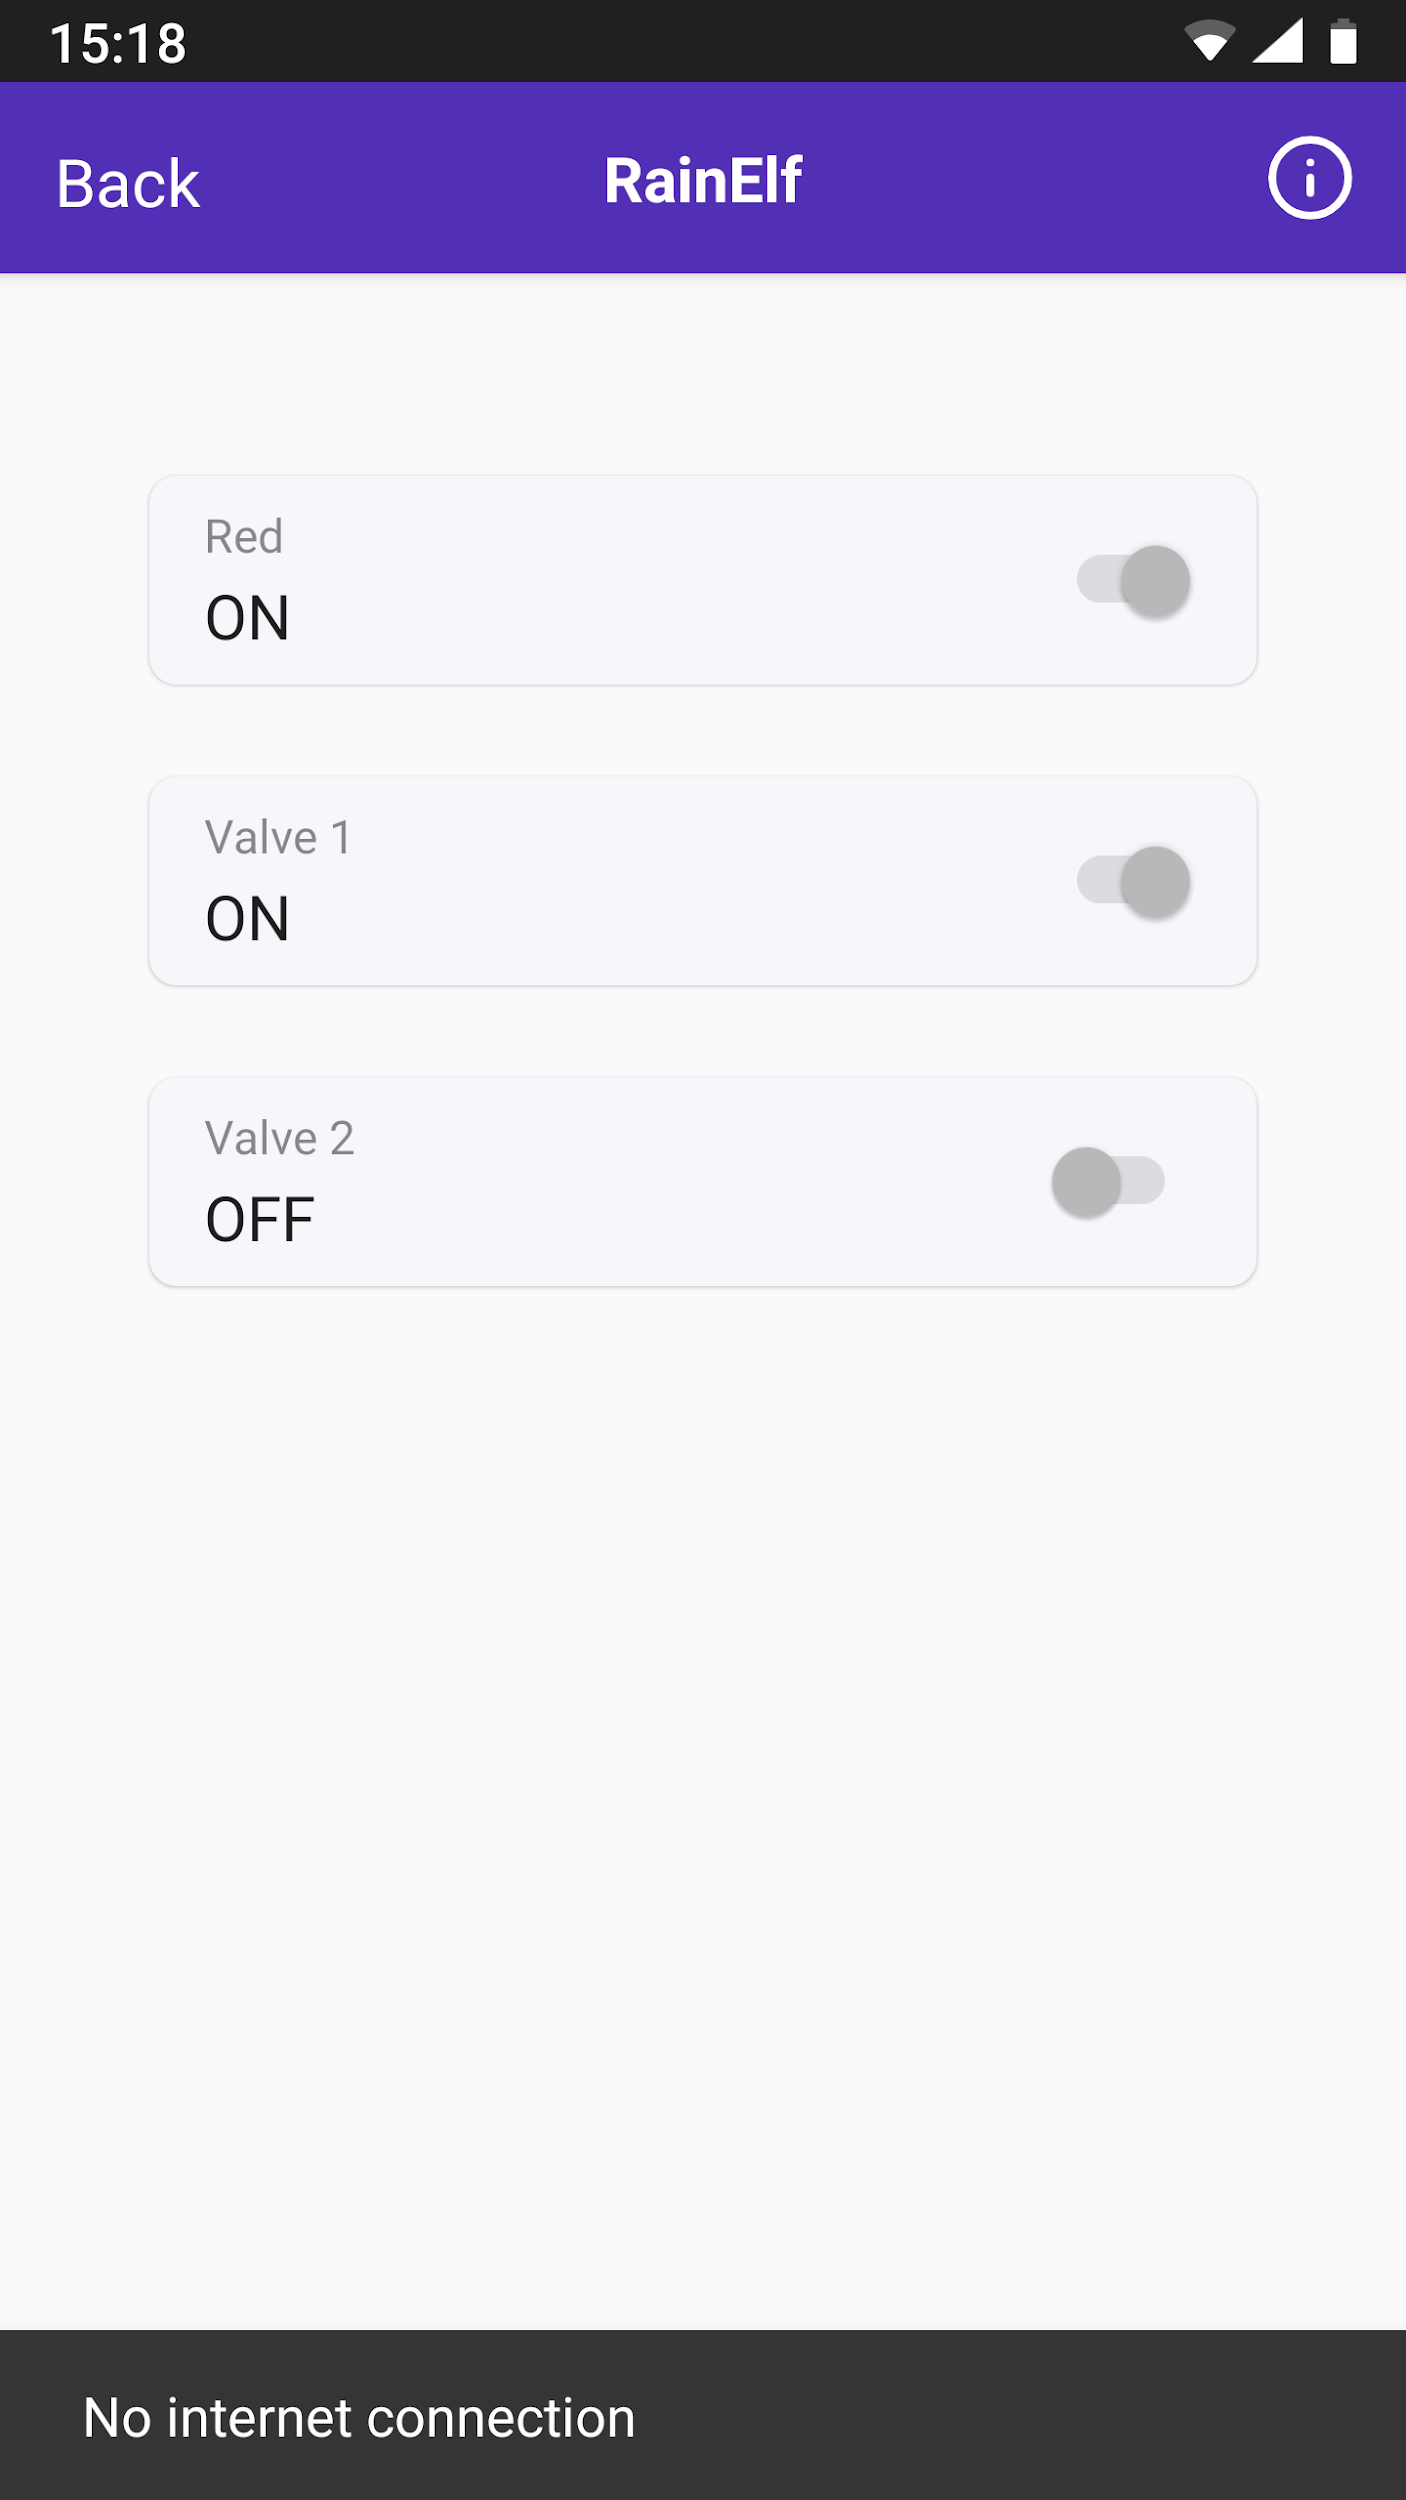 15:18
Back RainElf
Red
ON
Valve 1
ON
Valve 2
OFF
No internet connection